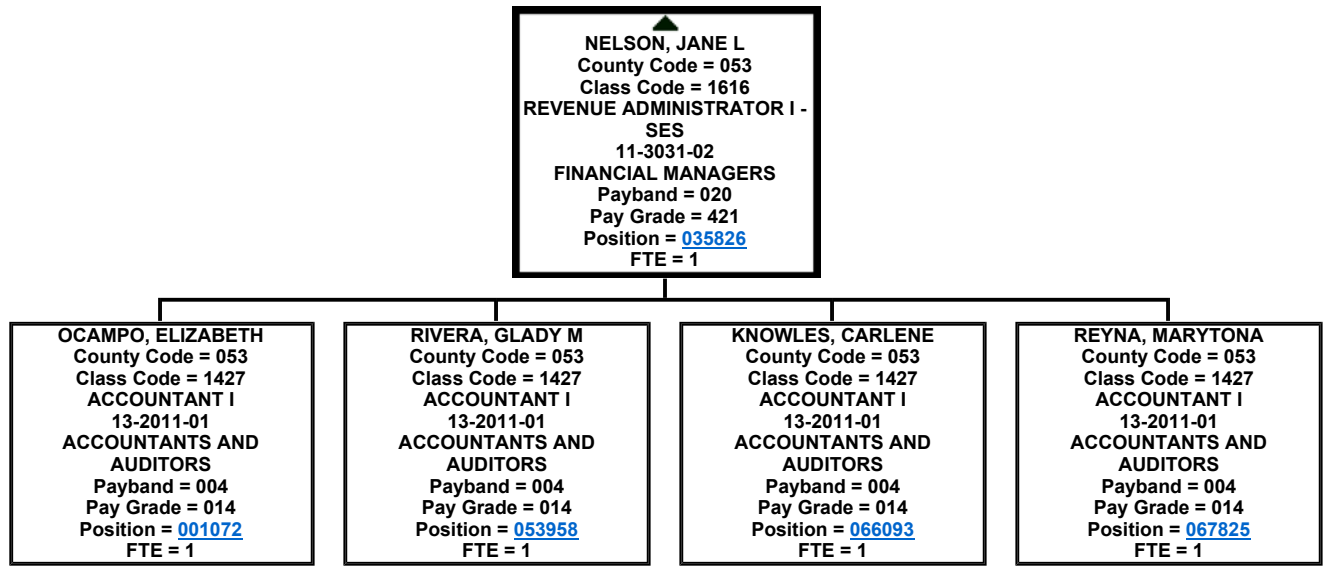 NELSON, JANE L
County Code = 053
Class Code = 1616
REVENUE ADMINISTRATOR I -
SES
11-3031-02
FINANCIAL MANAGERS
Payband = 020
Pay Grade = 421
Position = 035826
FTE = 1
OCAMPO, ELIZABETH
County Code = 053
Class Code = 1427
ACCOUNTANT I
13-2011-01
ACCOUNTANTS AND
AUDITORS
Payband = 004
Pay Grade = 014
Position = 001072
FTE = 1
RIVERA, GLADY M
County Code = 053
Class Code = 1427
ACCOUNTANT I
13-2011-01
ACCOUNTANTS AND
AUDITORS
Payband = 004
Pay Grade = 014
Position = 053958
FTE = 1
KNOWLES, CARLENE
County Code = 053
Class Code = 1427
ACCOUNTANT I
13-2011-01
ACCOUNTANTS AND
AUDITORS
Payband = 004
Pay Grade = 014
Position = 066093
FTE = 1
REYNA, MARYTONA
County Code = 053
Class Code = 1427
ACCOUNTANT I
13-2011-01
ACCOUNTANTS AND
AUDITORS
Payband = 004
Pay Grade = 014
Position = 067825
FTE = 1